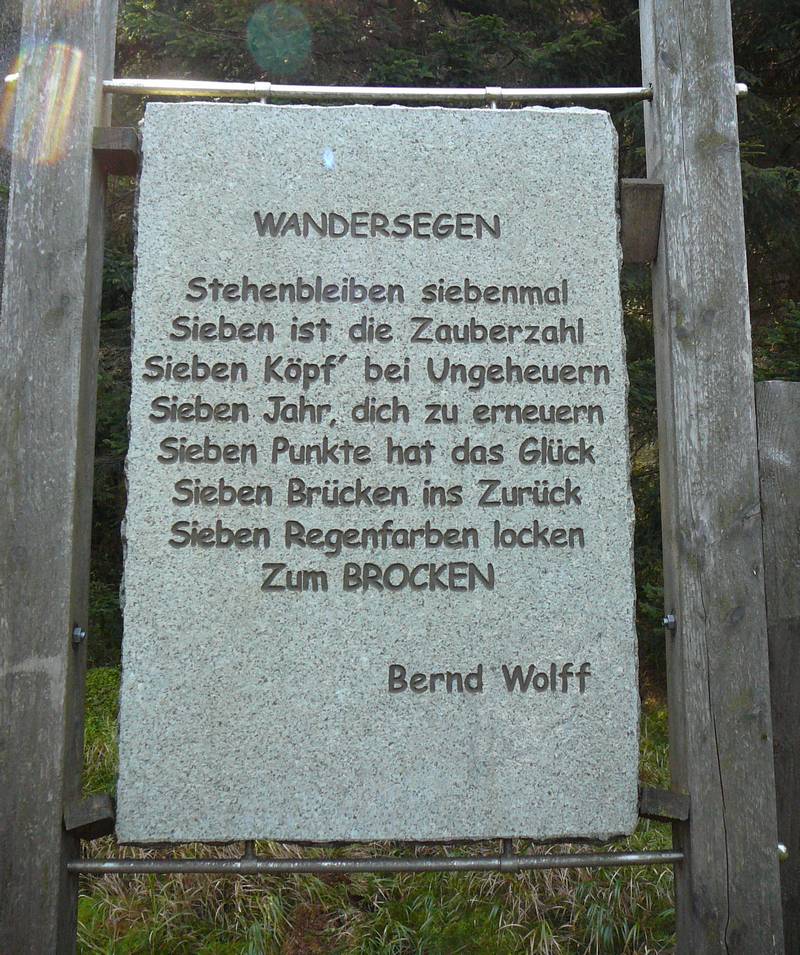 WANDERSEGEN
Stehenbleiben siebenmal
Sieben ist die Zauberzahl
Sieben Köpf´ bei Ungeheuern
Sieben Jahr, dich zu erneuern
Sieben Punkte hat das Glück
Sieben Brücken ins Zurück
Sieben Regenfarben locken
Zum BROCKEN
Bernd Wolff